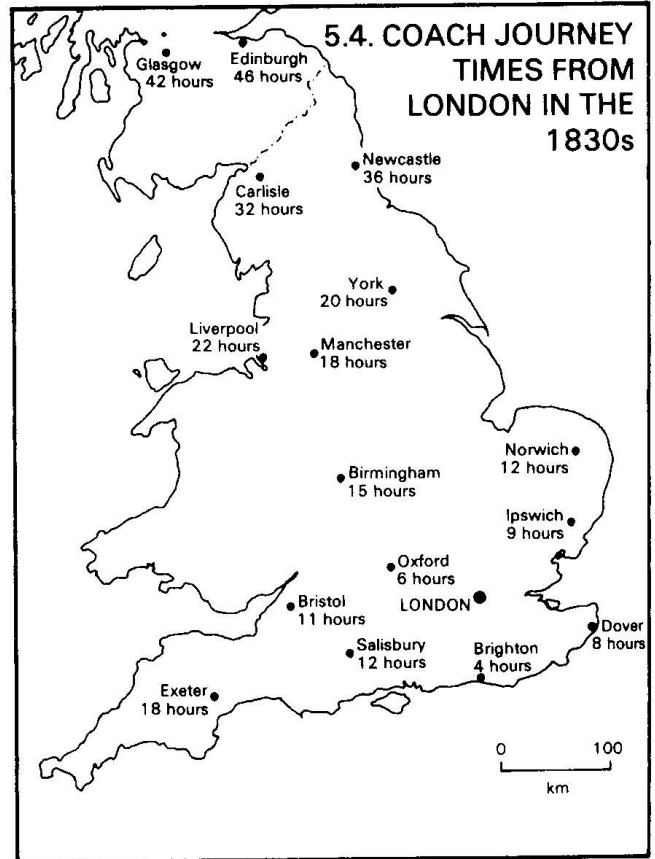 5.4. COACH JOURNEY
TIMES FROM
LONDON IN THE
1830s
Glasgow
42 hours
Edinburgh
46 hours
Newcastle
36 hours
Carlisle
32 hours
York
20 hours
Liverpool
22 hours
Manchester
18 hours
Norwich
12 hours
Birmingham
15 hours
Ipswich
9 hours
Oxford
6 hours
LONDON
Bristol
11 hours
Dover
8 hours
Salisbury
12 hours
Brighton
4 hours
Exeter
18 hours
0 100
km